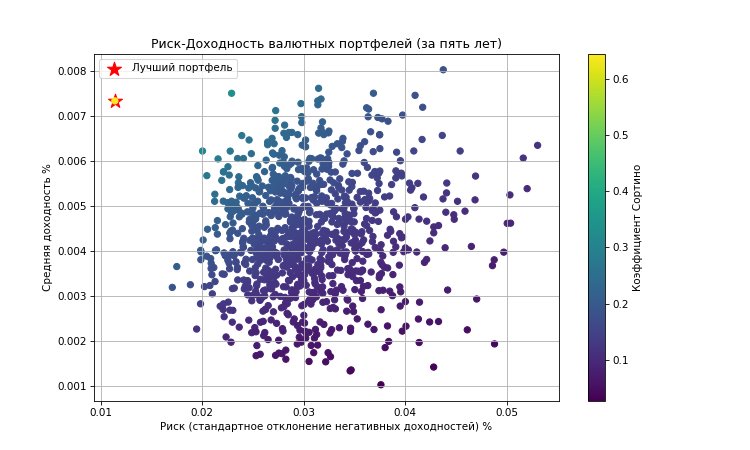 Риск-Доходность валютных портфелей (за пять лет)
Лучший портфель
Средняя доходность %
0.008
0.007
0.006
0.005
0.004
0.003
0.002
0.001
0.01 0.02 0.03 0.04 0.05
Риск (стандартное отклонение негативных доходностей) %
0.6
0.5
0.4
0.3
0.2
0.1
Коэффициент Сортино